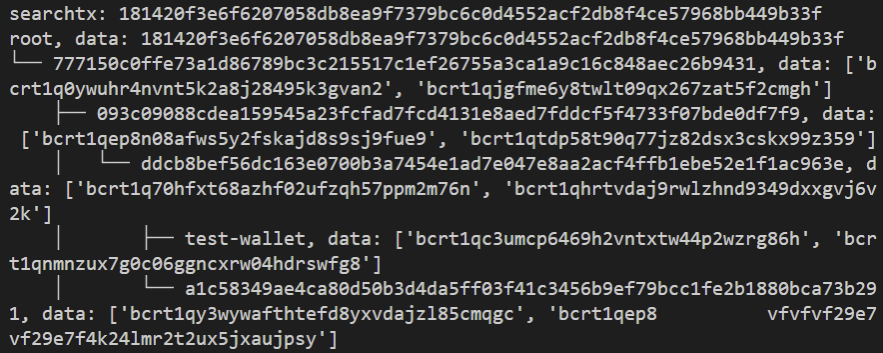 searchtx: 181420f3e6f6207058db8ea9f7379bc6c0d4552acf2db8f4ce57968bb449b33f
root, data: 181420f3e6f6207058db8ea9f7379bc6c0d4552acf2db8f4ce57968bb449b33f
└── 777150c0ffe73a1d86789bc3c215517c1ef26755a3ca1a9c16c848aec26b9431, data: ['b
crt1q0ywuhr4nvnt5k2a8j28495k3gvan2', 'bcrt1qjgfme6y8twlt09qx267zat5f2cmgh']
    ├── 093c09088cdea159545a23fcfad7fcd4131e8aed7fddcf5f4733f07bde0df7f9, data:
 ['bcrt1qep8n08afws5y2fskajd8s9sj9fue9', 'bcrt1qtdp58t90q77jz82dsx3cskx99z359']
    │   └── ddcb8bef56dc163e0700b3a7454e1ad7e047e8aa2acf4ffb1ebe52e1f1ac963e, d
ata: ['bcrt1q70hfxt68azhf02ufzqh57ppm2m76n', 'bcrt1qhrtvdaj9rwlzhnd9349dxxgvj6v
2k']
    │       ├── test-wallet, data: ['bcrt1qc3umcp6469h2vntxtw44p2wzrg86h', 'bcr
t1qnmnzux7g0c06ggncxrw04hdrswfg8']
    │       └── a1c58349ae4ca80d50b3d4da5ff03f41c3456b9ef79bcc1fe2b1880bca73b29
1, data: ['bcrt1qy3wywafthtefd8yxvdajzl85cmqgc', 'bcrt1qep8          vfvfvf29e7
vf29e7f4k24lmr2t2ux5jxaujpsy']